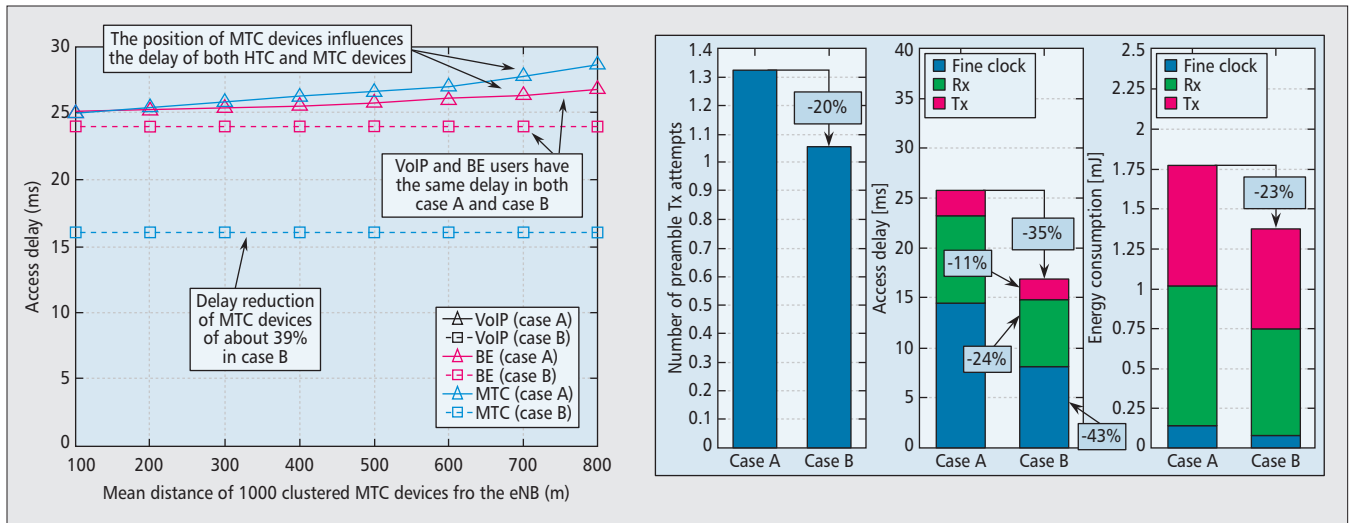 30
25
20
15
10
5
0
Access delay (ms)
The position of MTC devices influences
the delay of both HTC and MTC devices
VoIP and BE users have
the same delay in both
case A and case B
Delay reduction
of MTC devices
of about 39%
in case B
VoIP (case A)
VoIP (case B)
BE (case A)
BE (case B)
MTC (case A)
MTC (case B)
100 200 300 400 500 600 700 800
Mean distance of 1000 clustered MTC devices fro the eNB (m)
Number of preamble Tx attempts
1.4
1.3
1.2
1.1
1
0.9
0.8
0.7
0.6
0.5
0.4
0.3
0.2
0.1
0
-20%
Case A Case B
Access delay [ms]
40
35
30
25
20
15
10
5
0
Fine clock
Rx
Tx
-35%
-11%
-24%
-43%
Case A Case B
Energy consumption [mJ]
2.5
2.25
2
1.75
1.5
1.25
1
0.75
0.5
0.25
0
Fine clock
Rx
Tx
-23%
Case A Case B